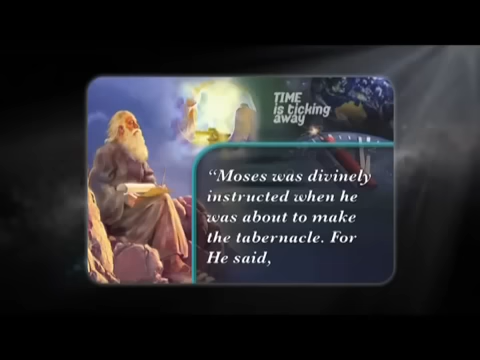 TIME
is ticking
away
“Moses was divinely
instructed when he
was about to make
the tabernacle. For
He said,